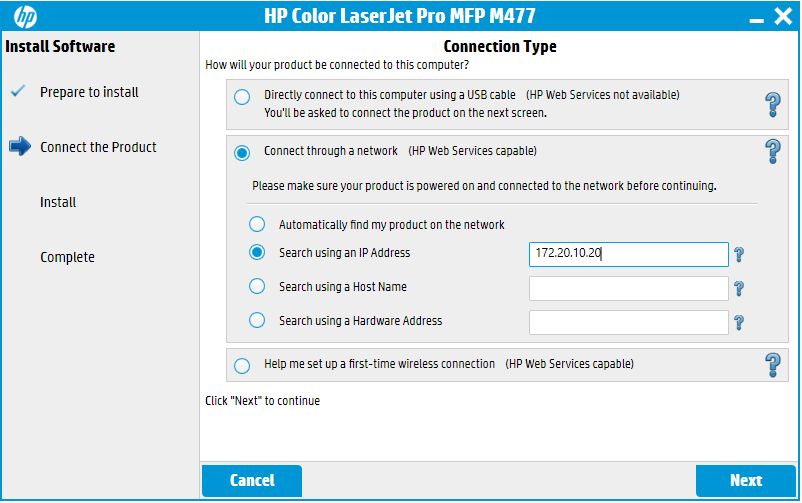 hp
HP Color LaserJet Pro MFP M477
Install Software
Prepare to install
Connect the Product
Install
Complete
Connection Type
How will your product be connected to this computer?
Directly connect to this computer using a USB cable (HP Web Services not available)
You'll be asked to connect the product on the next screen.
?
Connect through a network (HP Web Services capable)
?
Please make sure your product is powered on and connected to the network before continuing.
Automatically find my product on the network
Search using an IP Address 172.20.10.20 ?
Search using a Host Name ?
Search using a Hardware Address ?
Help me set up a first-time wireless connection (HP Web Services capable) ?
Click "Next" to continue
Cancel
Next